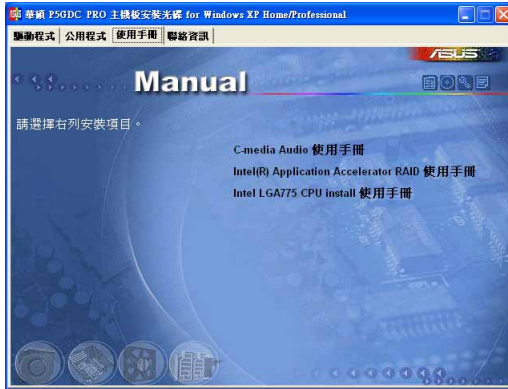 華碩 P5GDC PRO 主機板安裝光碟 for Windows XP Home/Professional
驅動程式 公用程式 使用手冊 聯絡資訊
ASUS
Manual
請選擇右列安裝項目。
C-media Audio 使用手冊
Intel(R) Application Accelerator RAID 使用手冊
Intel LGA775 CPU install 使用手冊